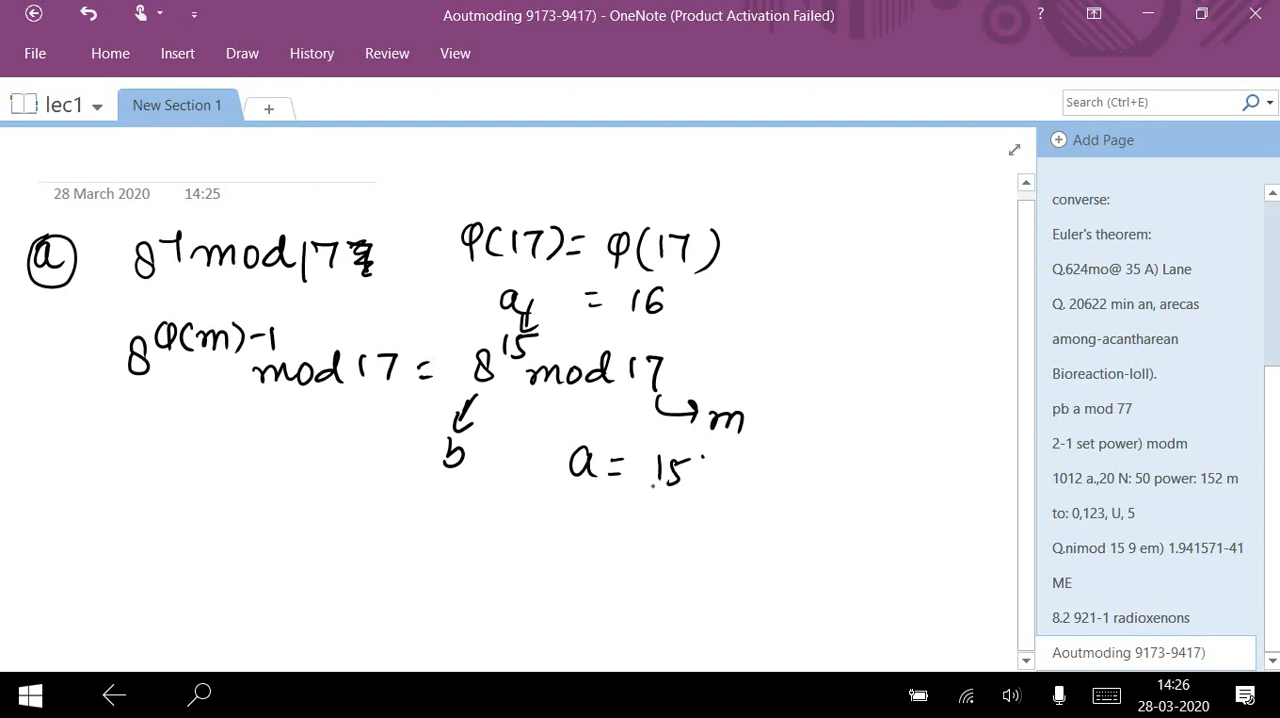 Aoutmoding 9173-9417) - OneNote (Product Activation Failed)
?
File Home Insert Draw History Review View
lec1 New Section 1 +
Search (Ctrl+E)
Add Page
28 March 2020 14:25
converse:
Euler's theorem:
Q,624mo@ 35 A) Lane
Q. 20622 min an, arecas
among-acantharean
Bioreaction-loll).
pb a mod 77
2-1 set power) modm
1012 a.,20 N: 50 power: 152 m
to: 0,123, U, 5
Q.nimod 15 9 em) 1.941571-41
ME
8.2 921-1 radioxenons
Aoutmoding 9173-9417)
a 8⁻¹ mod 17 φ(17) = φ(17)
a = 16
8^φ(m)-1 mod 17 = 8^15 mod 17
b m
a = 15
14:26
28-03-2020